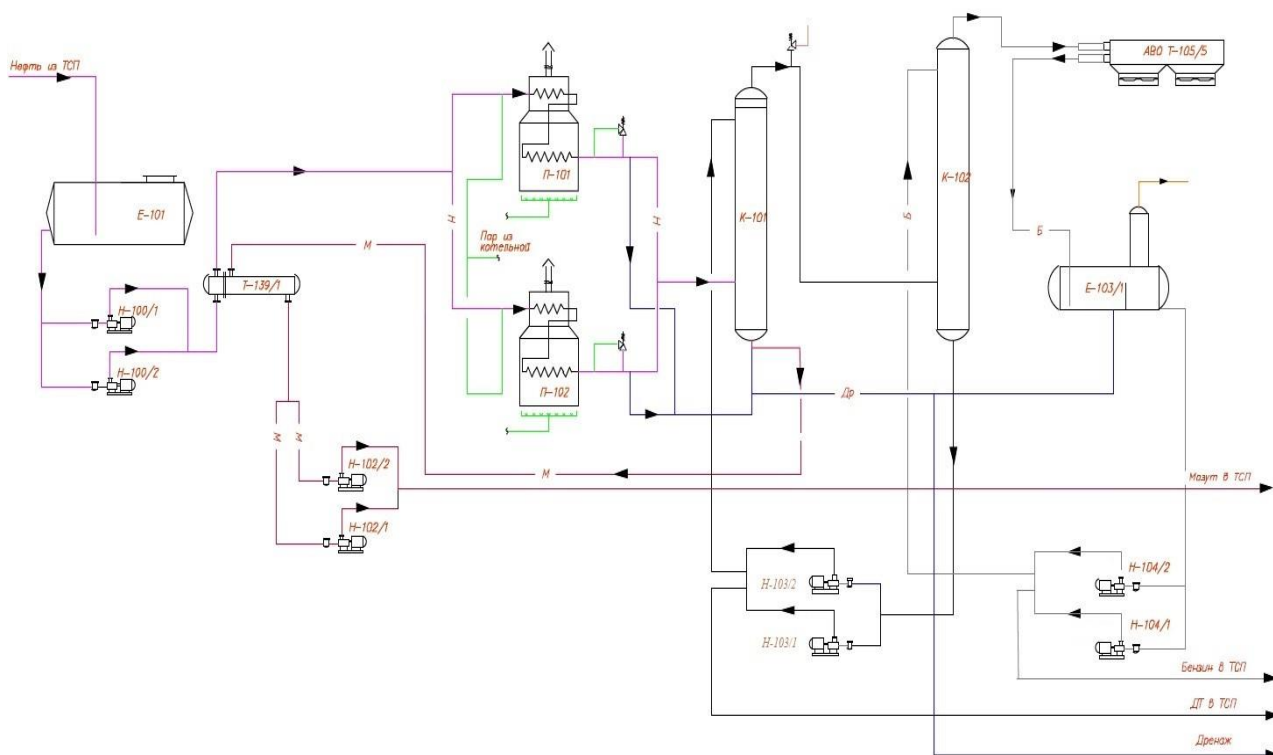 Нефть из ТСП
Е-101
Н-100/1
Н-100/2
Т-139/1
М
Н
Пар из
котельной
П-101
П-102
Н
К-101
К-102
АВО Т-105/5
Б
Б
Е-103/1
Др
М
М
М
Н-102/2
Н-102/1
Мазут в ТСП
Н-103/2
Н-103/1
Н-104/2
Н-104/1
Бензин в ТСП
ДТ в ТСП
Дренаж